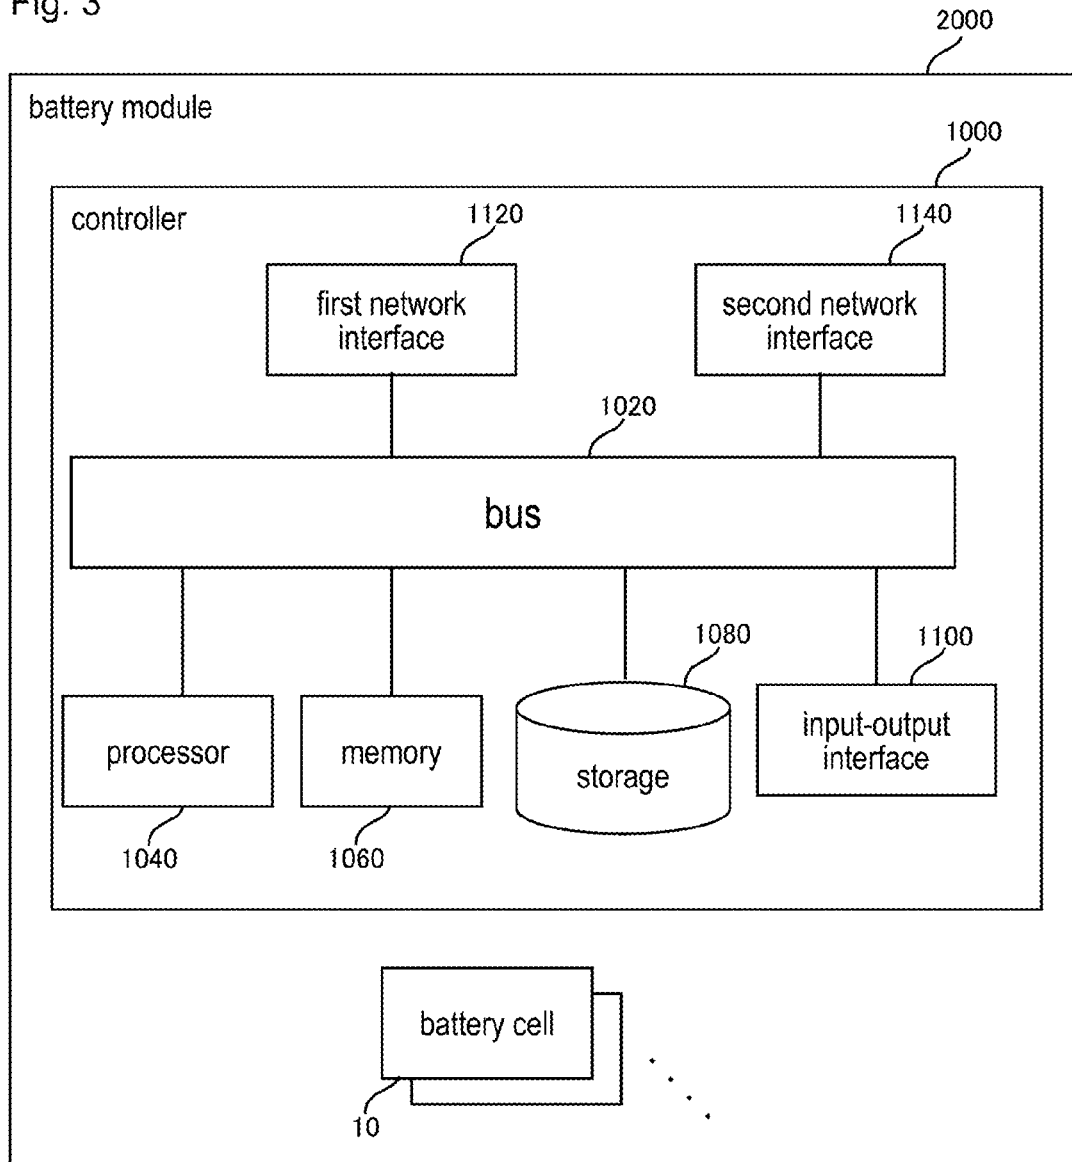 Fig. 3
2000
battery module
1000
controller
1120
1140
first network
interface
second network
interface
1020
bus
1080
1100
processor
memory
storage
input-output
interface
1040
1060
battery cell
10